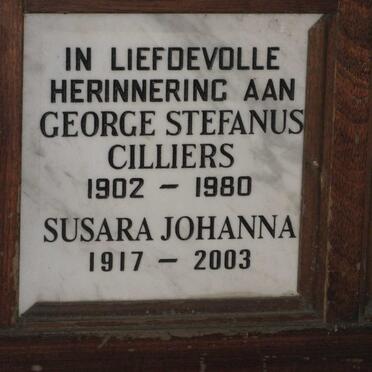 IN LIEFDEVOLLE
HERINNERING AAN
GEORGE STEFANUS
CILLIERS
1902 – 1980
SUSARA JOHANNA
1917 – 2003